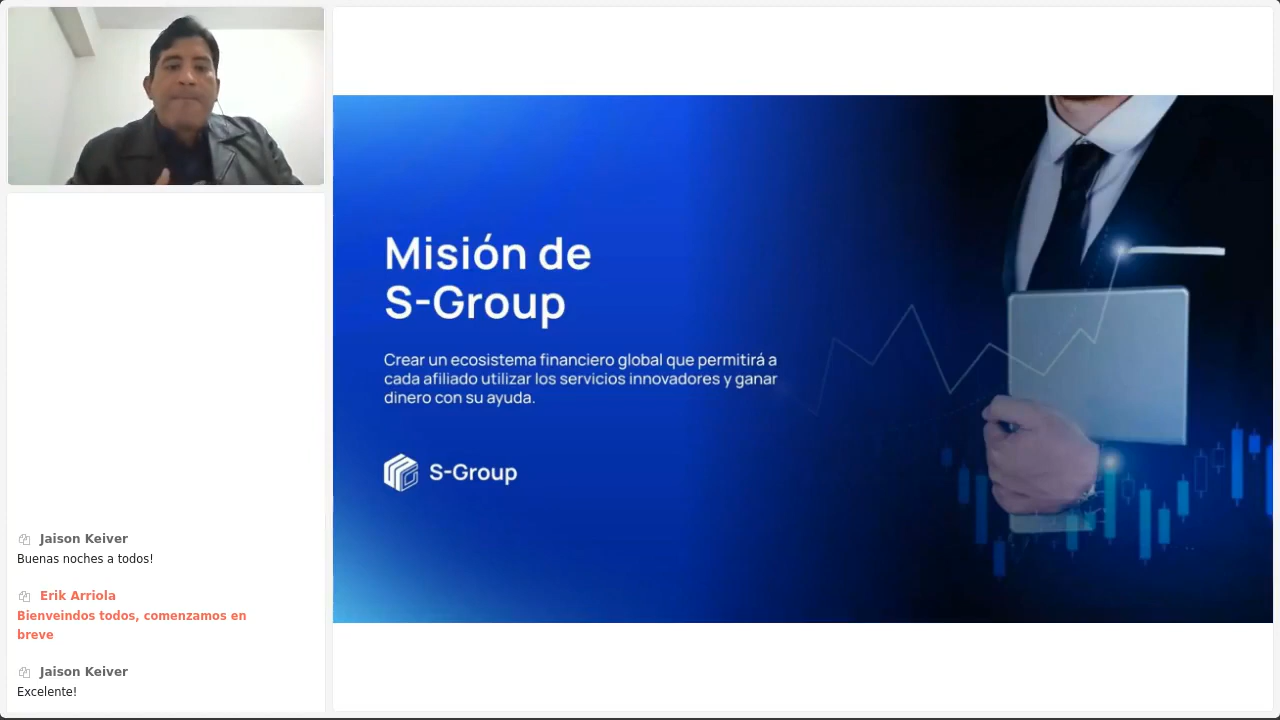 Misión de
S-Group
Crear un ecosistema financiero global que permitirá a
cada afiliado utilizar los servicios innovadores y ganar
dinero con su ayuda.
S-Group
Jaison Keiver
Buenas noches a todos!
Erik Arriola
Bienveindos todos, comenzamos en
breve
Jaison Keiver
Excelente!